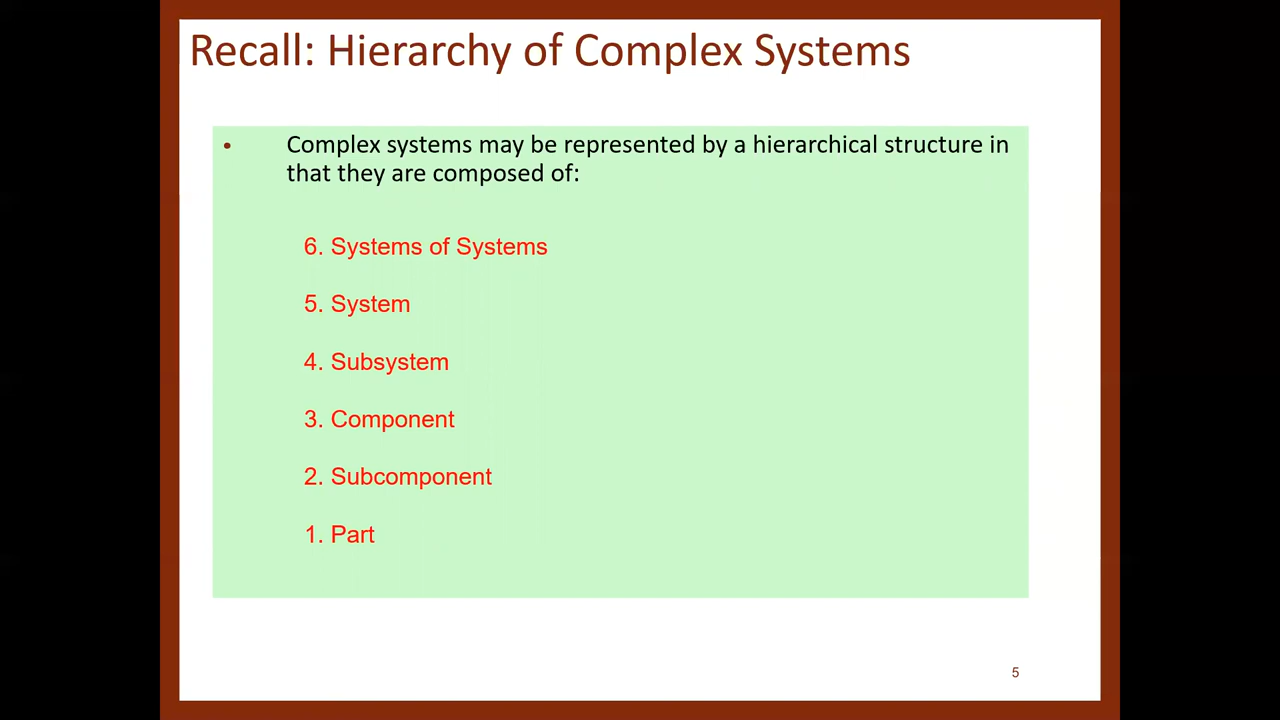 Recall: Hierarchy of Complex Systems
• Complex systems may be represented by a hierarchical structure in
that they are composed of:
6. Systems of Systems
5. System
4. Subsystem
3. Component
2. Subcomponent
1. Part
5